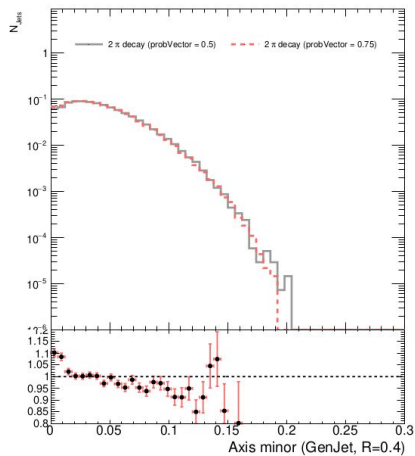 N_Jets
1
2 π decay (probVector = 0.5)
2 π decay (probVector = 0.75)
10^−1
10^−2
10^−3
10^−4
10^−5
1.15
1.1
1.05
1
0.95
0.9
0.85
0.8
0 0.05 0.1 0.15 0.2 0.25 0.3
Axis minor (GenJet, R=0.4)